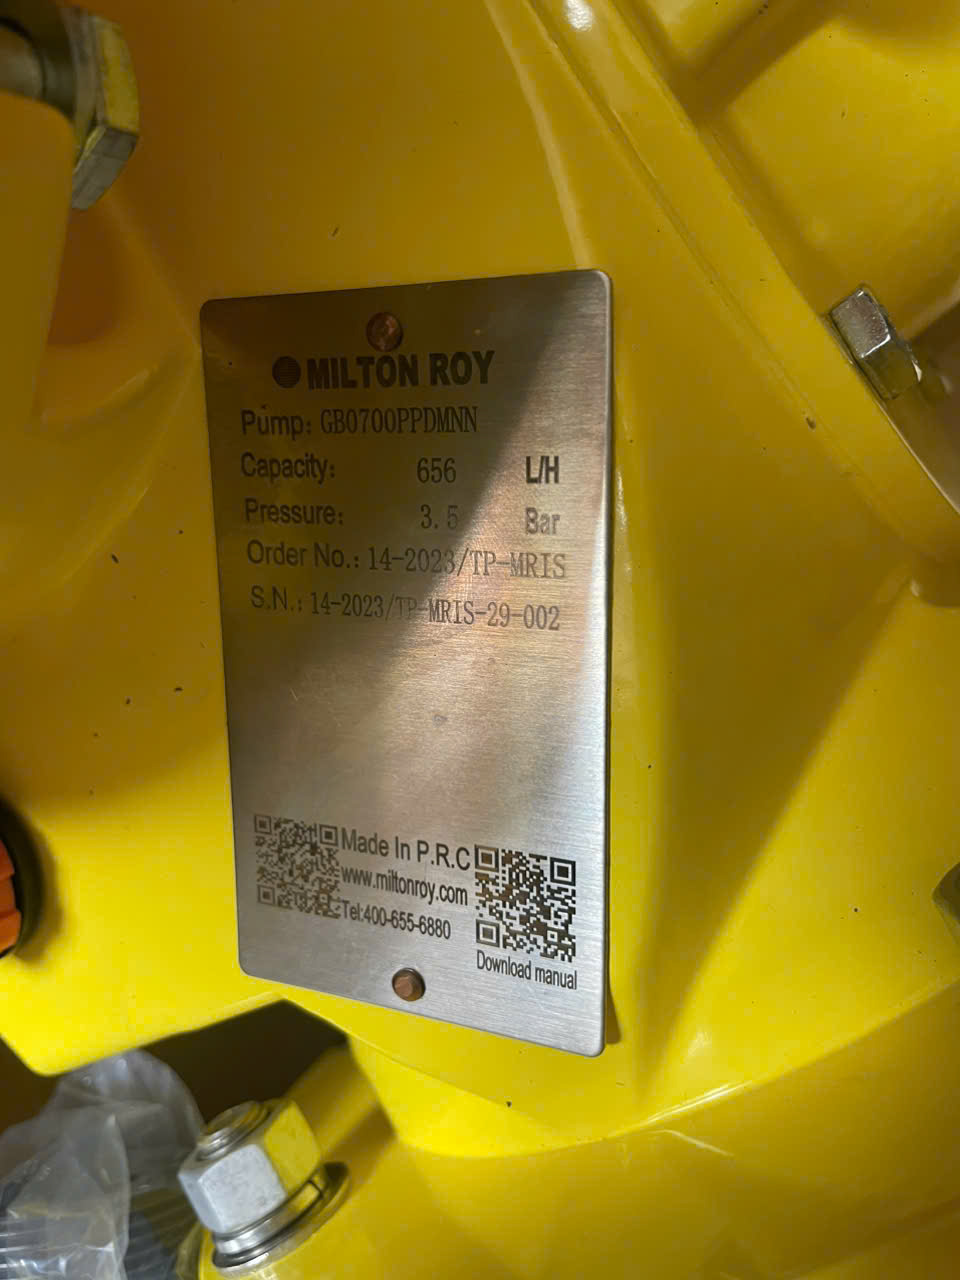 MILTON ROY
Pump: GB0700PPDMNN
Capacity: 656 L/H
Pressure: 3.5 Bar
Order No.: 14-2023/TP-MRIS
S.N.: 14-2023/TP-MRIS-29-002
Made In P.R.C
www.miltonroy.com
Tel:400-655-6880
Download manual